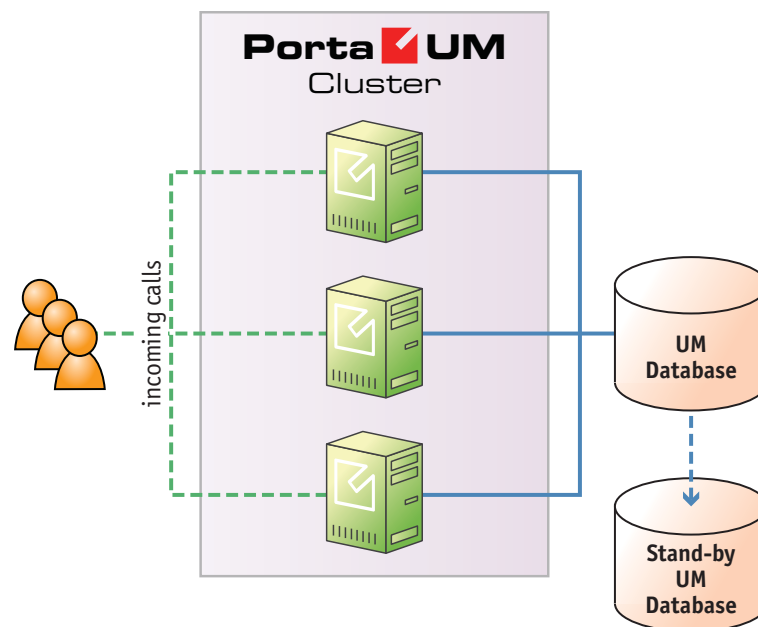 Porta UM
Cluster
incoming calls
UM
Database
Stand-by
UM
Database